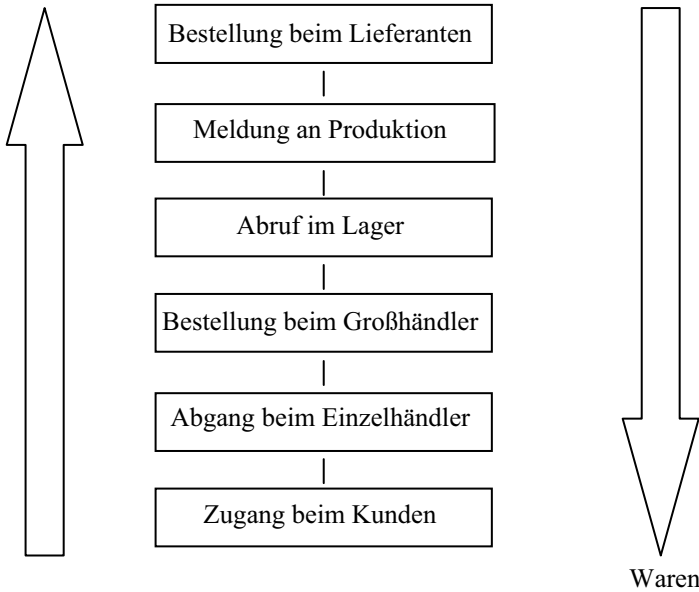 Bestellung beim Lieferanten
Meldung an Produktion
Abruf im Lager
Bestellung beim Großhändler
Abgang beim Einzelhändler
Zugang beim Kunden
Waren